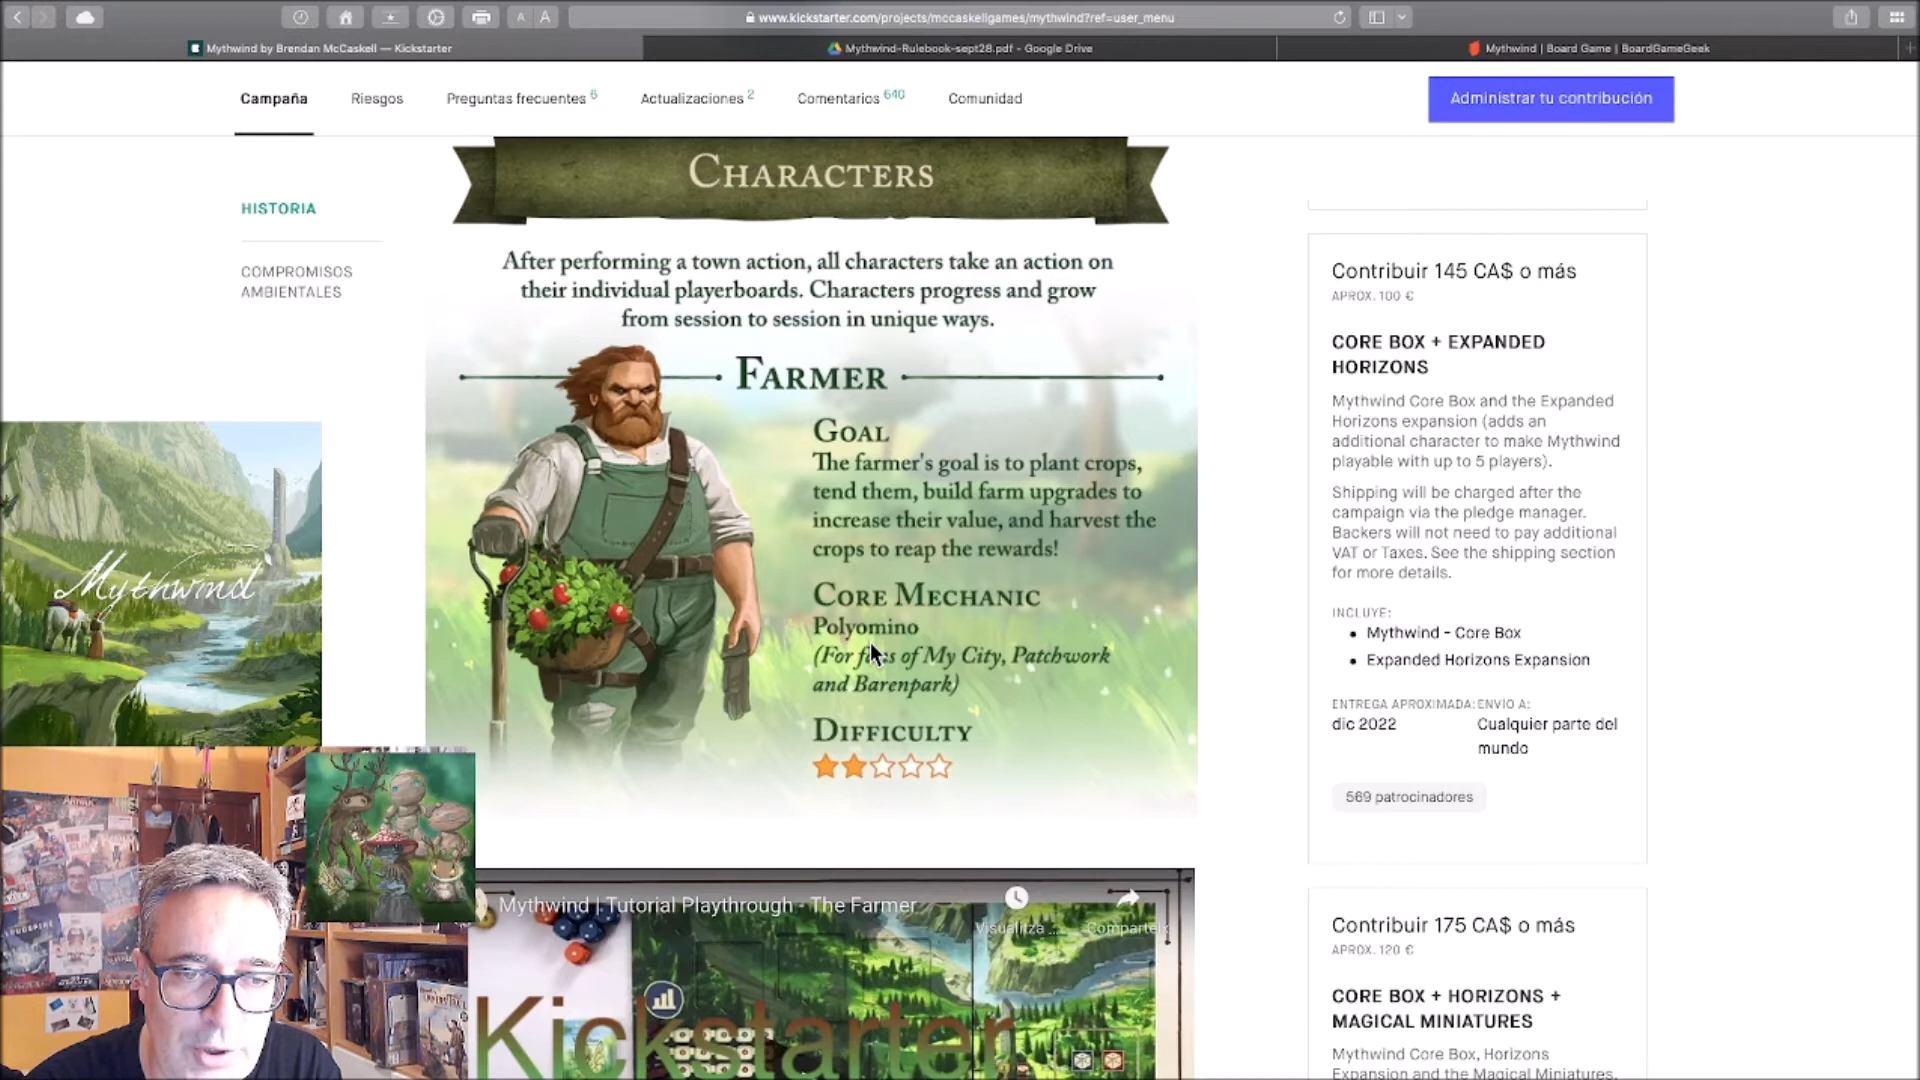 www.kickstarter.com/projects/mccaskellgames/mythwind?ref=user_menu
Mythwind by Brendan McCaskell — Kickstarter
Mythwind-Rulebook-sept28.pdf - Google Drive
Mythwind | Board Game | BoardGameGeek
Campaña
Riesgos
Preguntas frecuentes 6
Actualizaciones 2
Comentarios 640
Comunidad
Administrar tu contribución
HISTORIA
COMPROMISOS
AMBIENTALES
CHARACTERS
After performing a town action, all characters take an action on
their individual playerboards. Characters progress and grow
from session to session in unique ways.
FARMER
GOAL
The farmer's goal is to plant crops,
tend them, build farm upgrades to
increase their value, and harvest the
crops to reap the rewards!
CORE MECHANIC
Polyomino
(For fans of My City, Patchwork
and Barenpark)
DIFFICULTY
Mythwind
Mythwind | Tutorial Playthrough - The Farmer
Visualitza ...
Comparteix
Kickstarter
Contribuir 145 CA$ o más
APROX. 100 €
CORE BOX + EXPANDED
HORIZONS
Mythwind Core Box and the Expanded
Horizons expansion (adds an
additional character to make Mythwind
playable with up to 5 players).
Shipping will be charged after the
campaign via the pledge manager.
Backers will not need to pay additional
VAT or Taxes. See the shipping section
for more details.
INCLUYE:
Mythwind - Core Box
Expanded Horizons Expansion
ENTREGA APROXIMADA:
dic 2022
ENVÍO A:
Cualquier parte del
mundo
569 patrocinadores
Contribuir 175 CA$ o más
APROX. 120 €
CORE BOX + HORIZONS +
MAGICAL MINIATURES
Mythwind Core Box, Horizons
Expansion and the Magical Miniatures.